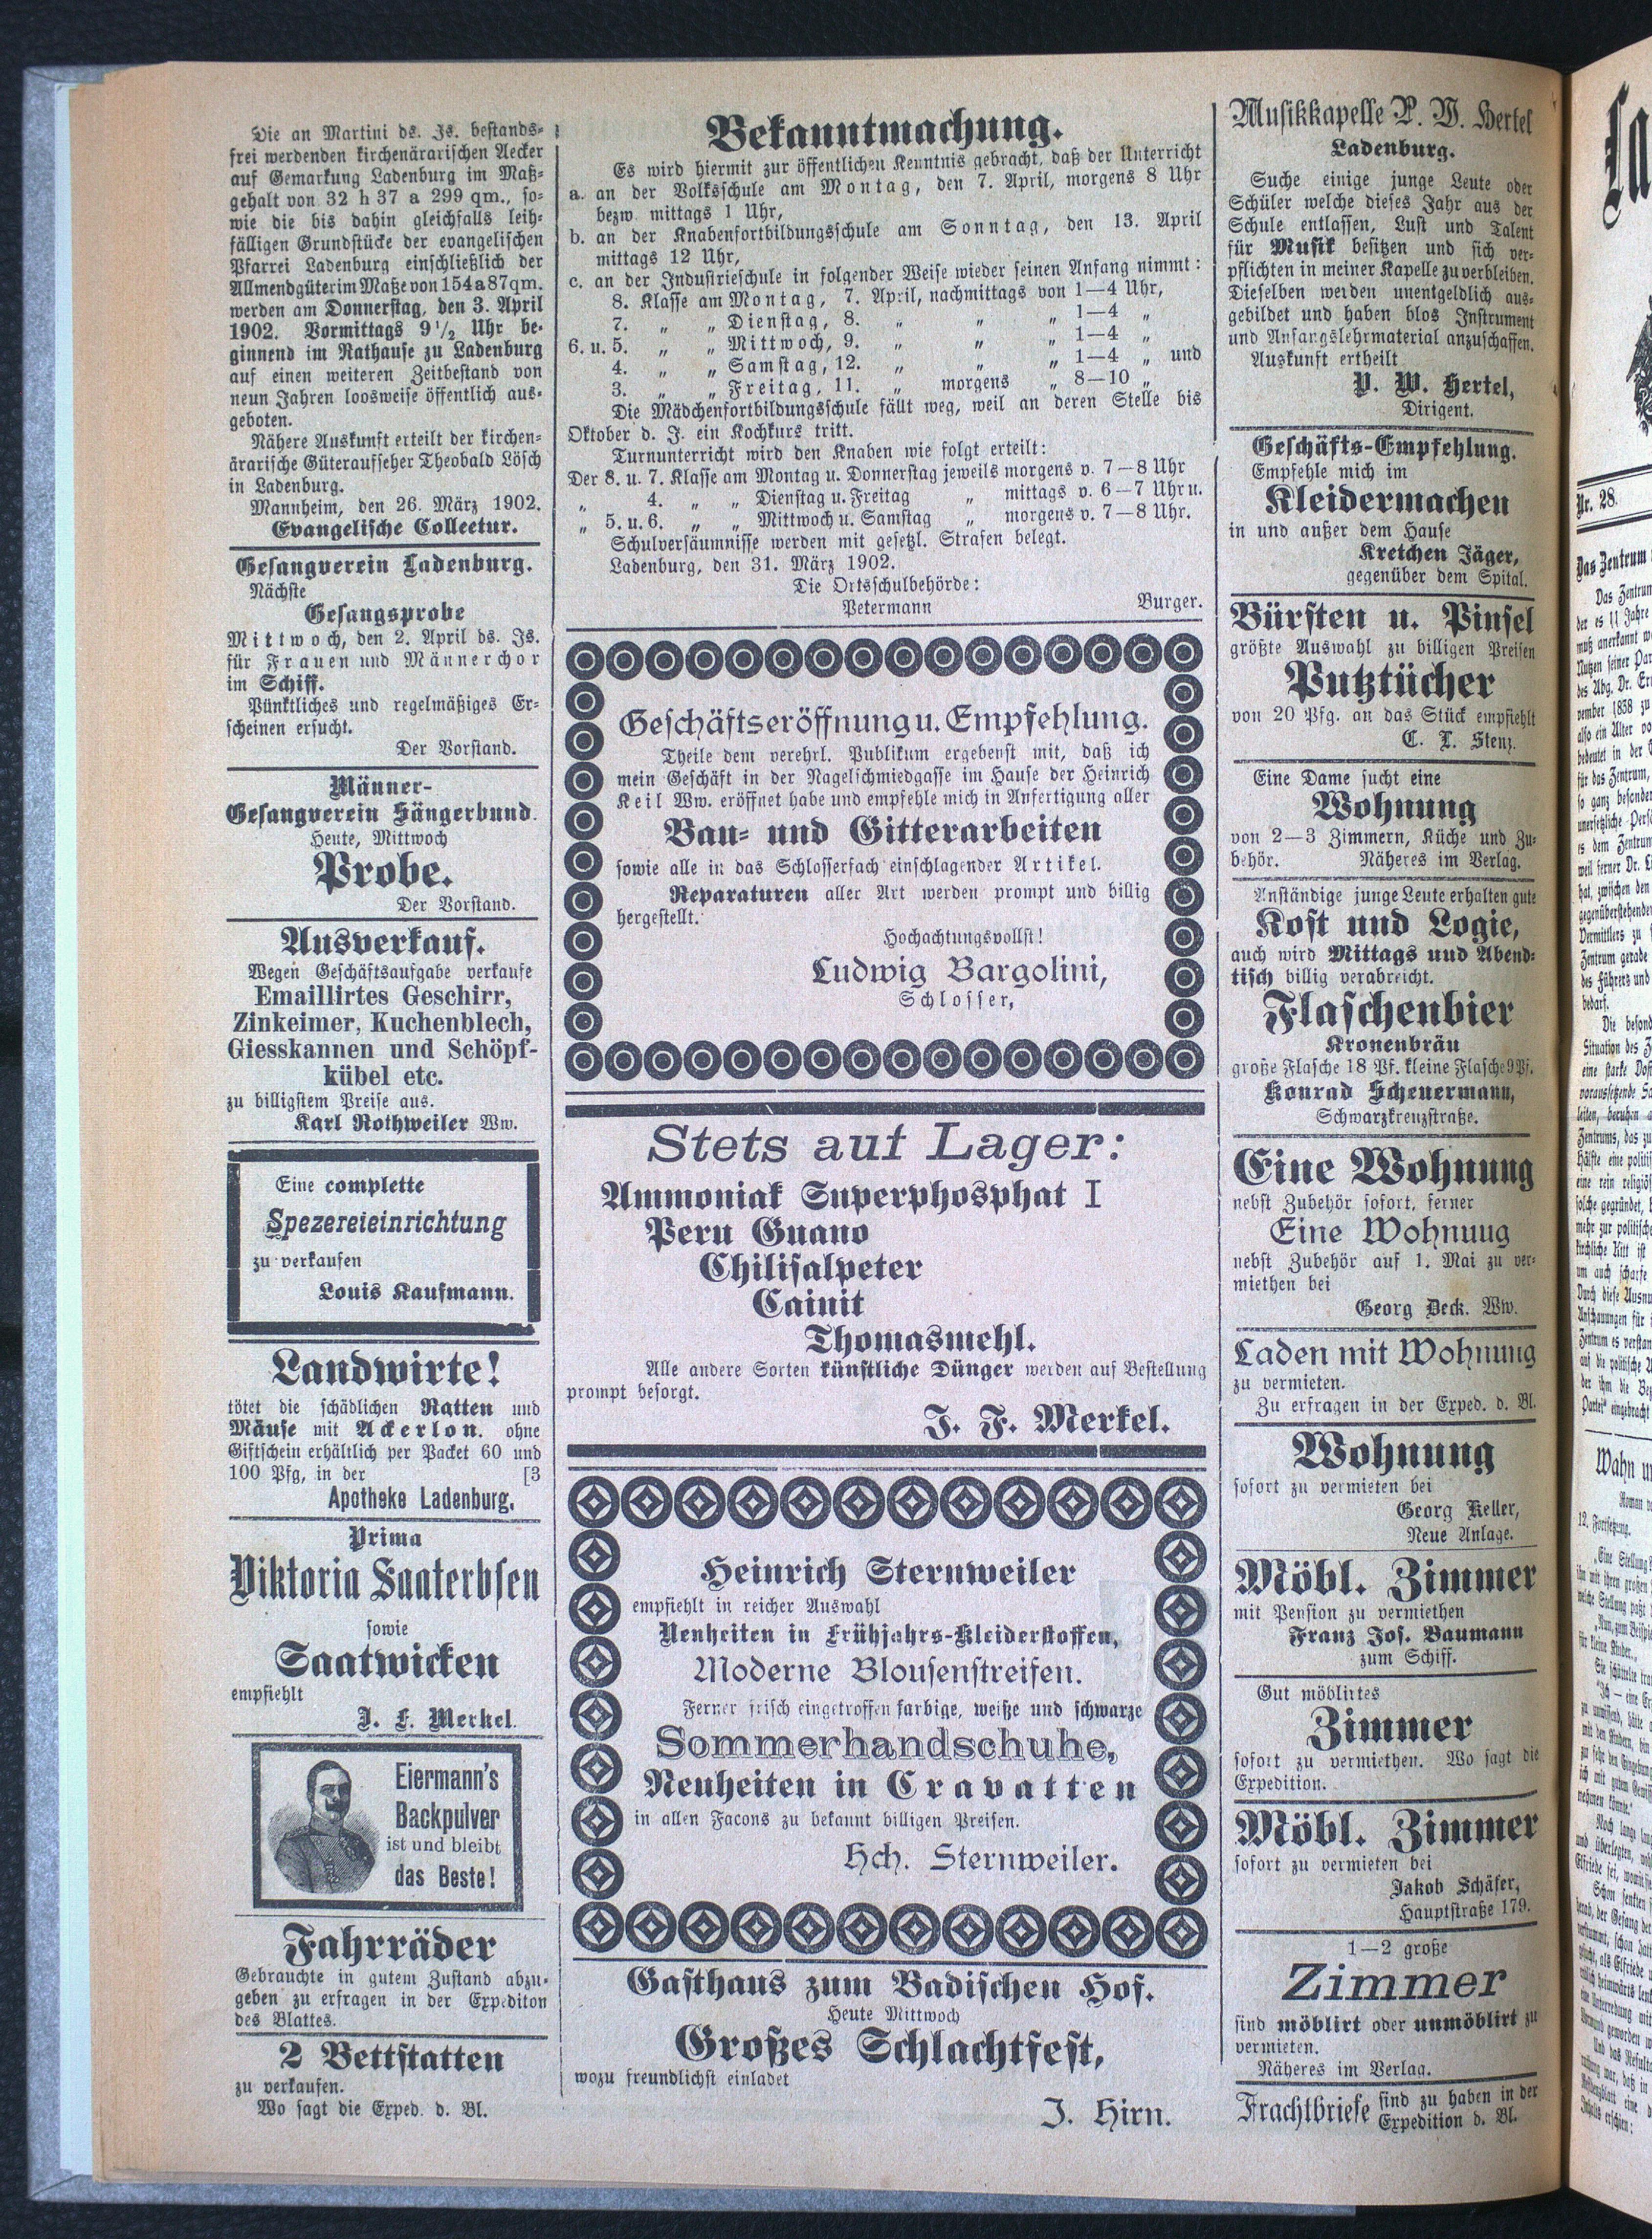 Die an Martini ds. Js. bestands-
frei werdenden kirchenärarischen Aecker
auf Gemarkung Ladenburg im Maß-
gehalt von 32 h 37 a 299 qm., so-
wie die bis dahin gleichfalls leih-
fälligen Grundstücke der evangelischen
Pfarrei Ladenburg einschließlich der
Allmendgüter im Maße von 154 a 87 qm.
werden am Donnerstag, den 3. April
1902. Vormittags 9 1/2 Uhr be-
ginnend im Rathause zu Ladenburg
auf einen weiteren Zeitbestand von
neun Jahren loosweise öffentlich aus-
geboten.
Nähere Auskunft erteilt der kirchen-
ärarische Güteraufseher Theobald Lösch
in Ladenburg.
Mannheim, den 26. März 1902.
Evangelische Collectur.
Gesangverein Ladenburg.
Nächste
Gesangsprobe
Mittwoch, den 2. April ds. Js.
für Frauen und Männerchor
im Schiff.
Pünktliches und regelmäßiges Er-
scheinen ersucht.
Der Vorstand.
Männer-
Gesangverein Sängerbund.
Heute, Mittwoch
Probe.
Der Vorstand.
Ausverkauf.
Wegen Geschäftsaufgabe verkaufe
Emaillirtes Geschirr,
Zinkeimer, Kuchenblech,
Giesskannen und Schöpf-
kübel etc.
zu billigstem Preise aus.
Karl Rothweiler Ww.
Eine complette
Spezereieinrichtung
zu verkaufen
Louis Kaufmann.
Landwirte!
tötet die schädlichen Ratten und
Mäuse mit Ackerlon. ohne
Giftschein erhältlich per Packet 60 und
100 Pfg, in der [3
Apotheke Ladenburg.
Prima
Viktoria Saaterbsen
sowie
Saatwicken
empfiehlt
J. F. Merkel.
Eiermann's
Backpulver
ist und bleibt
das Beste!
Fahrräder
Gebrauchte in gutem Zustand abzu-
geben zu erfragen in der Expediton
des Blattes.
2 Bettstatten
zu verkaufen.
Wo sagt die Exped. d. Bl.
Bekanntmachung.
Es wird hiermit zur öffentlichen Kenntnis gebracht, daß der Unterricht
a. an der Volksschule am Montag, den 7. April, morgens 8 Uhr
bezw. mittags 1 Uhr,
b. an der Knabenfortbildungsschule am Sonntag, den 13. April
mittags 12 Uhr,
c. an der Industrieschule in folgender Weise wieder seinen Anfang nimmt:
8. Klasse am Montag, 7. April, nachmittags von 1—4 Uhr,
7. „ „ Dienstag, 8. „ „ „ 1—4 „
6. u. 5. „ „ Mittwoch, 9. „ „ „ 1—4 „
4. „ „ Samstag, 12. „ „ „ 1—4 „ und
3. „ „ Freitag, 11. „ morgens „ 8—10 „
Die Mädchenfortbildungsschule fällt weg, weil an deren Stelle bis
Oktober d. J. ein Kochkurs tritt.
Turnunterricht wird den Knaben wie folgt erteilt:
Der 8. u. 7. Klasse am Montag u. Donnerstag jeweils morgens v. 7—8 Uhr
„ 4. „ „ Dienstag u. Freitag „ mittags v. 6—7 Uhr u.
„ 5. u. 6. „ „ Mittwoch u. Samstag „ morgens v. 7—8 Uhr.
Schulversäumnisse werden mit gesetzl. Strafen belegt.
Ladenburg, den 31. März 1902.
Die Ortsschulbehörde:
Petermann Burger.
Geschäftseröffnung u. Empfehlung.
Theile dem verehrl. Publikum ergebenst mit, daß ich
mein Geschäft in der Nagelschmiedgasse im Hause der Heinrich
Keil Ww. eröffnet habe und empfehle mich in Anfertigung aller
Bau- und Gitterarbeiten
sowie alle in das Schlosserfach einschlagender Artikel.
Reparaturen aller Art werden prompt und billig
hergestellt.
Hochachtungsvollst!
Ludwig Bargolini,
Schlosser,
Stets auf Lager:
Ammoniak Superphosphat I
Peru Guano
Chilisalpeter
Cainit
Thomasmehl.
Alle andere Sorten künstliche Dünger werden auf Bestellung
prompt besorgt.
J. F. Merkel.
Heinrich Sternweiler
empfiehlt in reicher Auswahl
Neuheiten in Frühjahrs-Kleiderstoffen,
Moderne Blousenstreifen.
Ferner frisch eingetroffen farbige, weiße und schwarze
Sommerhandschuhe,
Neuheiten in Cravatten
in allen Facons zu bekannt billigen Preisen.
Hch. Sternweiler.
Gasthaus zum Badischen Hof.
Heute Mittwoch
Großes Schlachtfest,
wozu freundlichst einladet
J. Hirn.
Musikkapelle P. W. Hertel
Ladenburg.
Suche einige junge Leute oder
Schüler welche dieses Jahr aus der
Schule entlassen, Lust und Talent
für Musik besitzen und sich ver-
pflichten in meiner Kapelle zu verbleiben.
Dieselben werden unentgeldlich aus-
gebildet und haben blos Instrument
und Anfangslehrmaterial anzuschaffen.
Auskunft ertheilt
P. W. Hertel,
Dirigent.
Geschäfts-Empfehlung.
Empfehle mich im
Kleidermachen
in und außer dem Hause
Kretchen Jäger,
gegenüber dem Spital.
Bürsten u. Pinsel
größte Auswahl zu billigen Preisen
Putztücher
von 20 Pfg. an das Stück empfiehlt
C. L. Stenz.
Eine Dame sucht eine
Wohnung
von 2—3 Zimmern, Küche und Zu-
behör. Näheres im Verlag.
Anständige junge Leute erhalten gute
Kost und Logie,
auch wird Mittags und Abend-
tisch billig verabreicht.
Flaschenbier
Kronenbräu
große Flasche 18 Pf. kleine Flasche 9 Pf.
Konrad Scheuermann,
Schwarzkreuzstraße.
Eine Wohnung
nebst Zubehör sofort, ferner
Eine Wohnung
nebst Zubehör auf 1. Mai zu ver-
miethen bei
Georg Deck. Ww.
Laden mit Wohnung
zu vermieten.
Zu erfragen in der Exped. d. Bl.
Wohnung
sofort zu vermieten bei
Georg Keller,
Neue Anlage.
Möbl. Zimmer
mit Pension zu vermiethen
Franz Jos. Baumann
zum Schiff.
Gut möblirtes
Zimmer
sofort zu vermiethen. Wo sagt die
Expedition.
Möbl. Zimmer
sofort zu vermieten bei
Jakob Schäfer,
Hauptstraße 179.
1—2 große
Zimmer
sind möblirt oder unmöblirt zu
vermieten.
Näheres im Verlag.
Frachtbriefe sind zu haben in der
Expedition d. Bl.
La
Nr. 28.
Das Zentrum